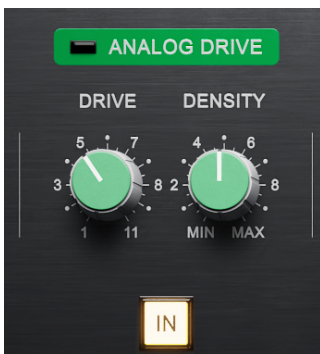 ANALOG DRIVE
DRIVE DENSITY
5 7 4 6
3 8 2 8
1 11 MIN MAX
IN